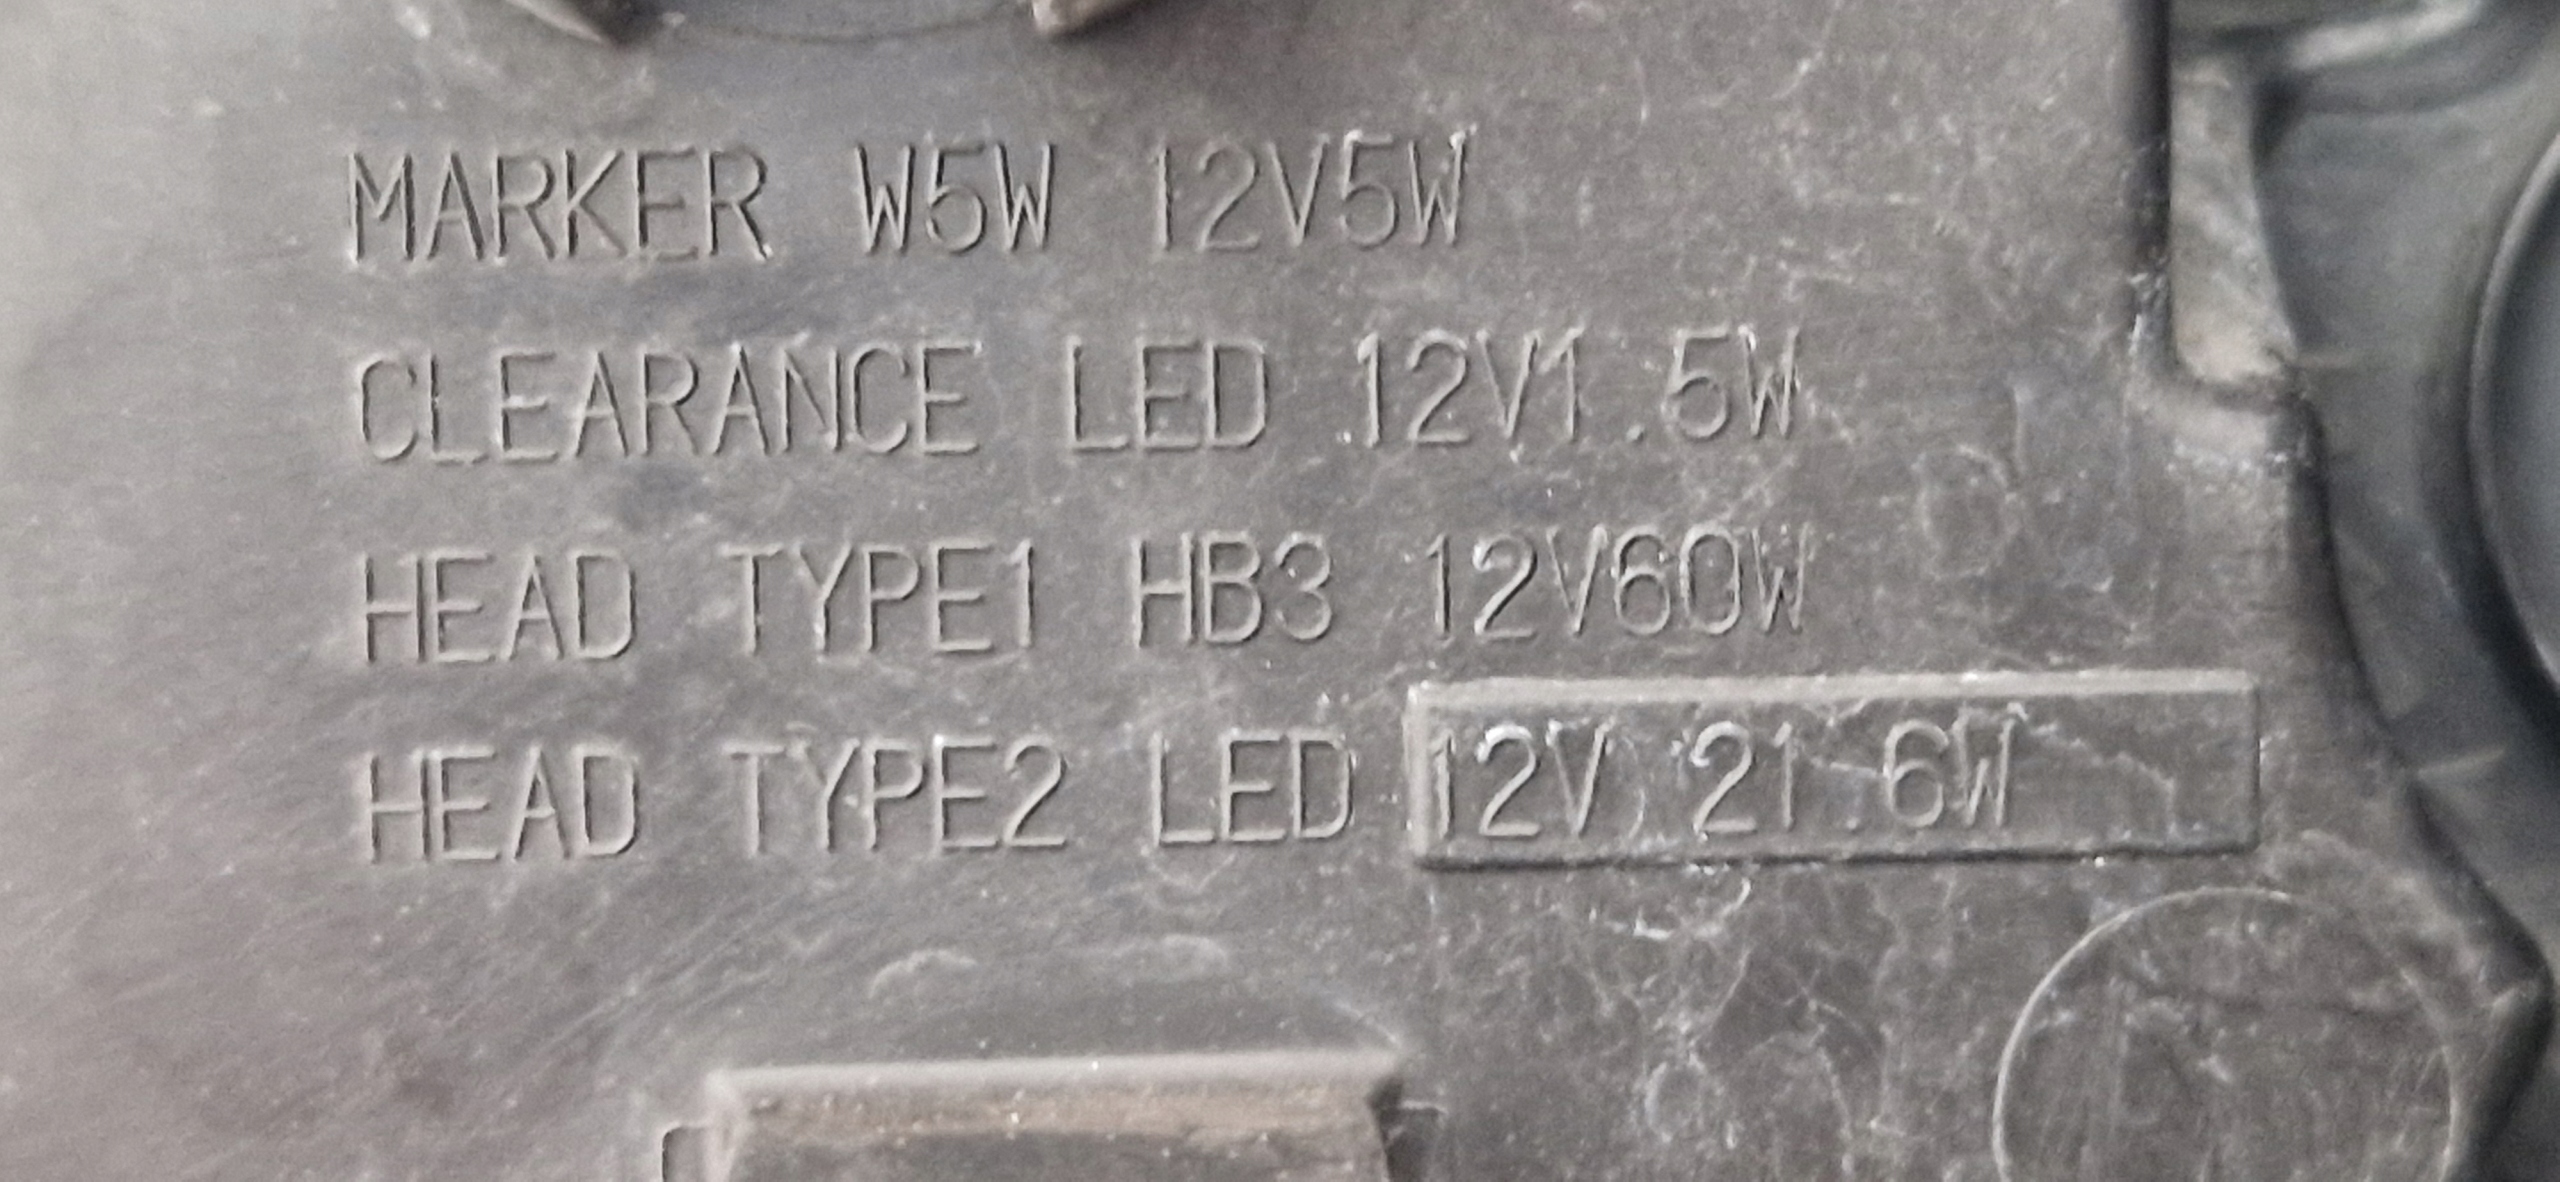 MARKER W5W 12V5W
CLEARANCE LED 12V1.5W
HEAD TYPE1 HB3 12V60W
HEAD TYPE2 LED 12V, 21.6W